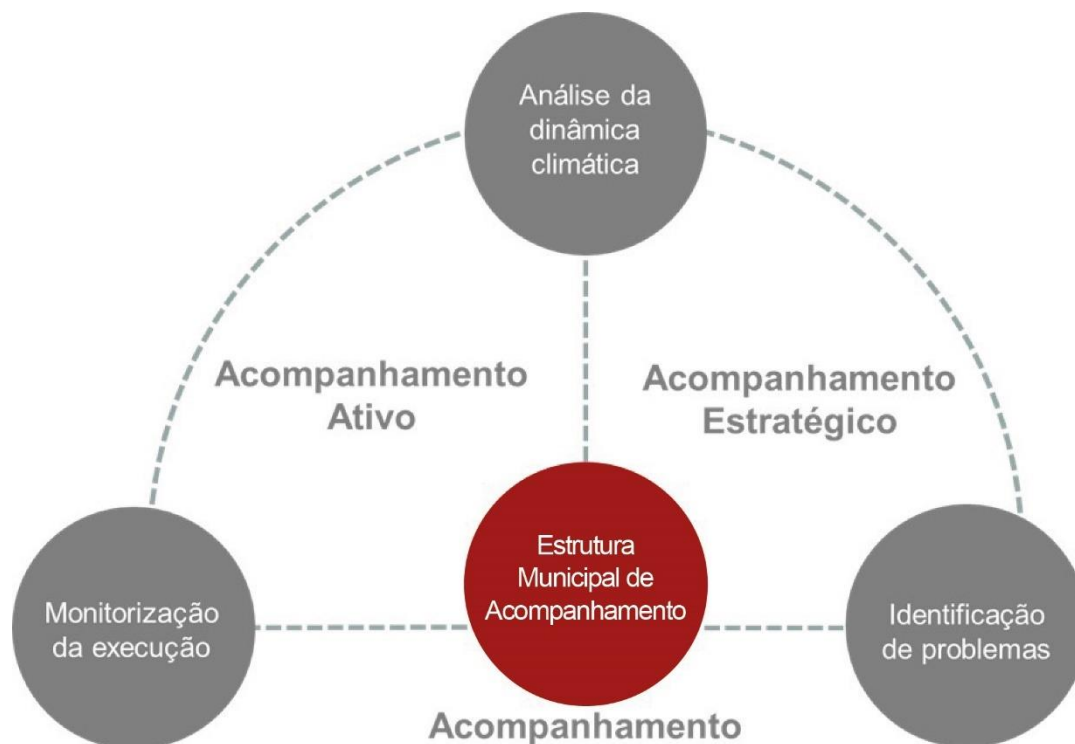 Análise da
dinâmica
climática
Acompanhamento
Ativo
Acompanhamento
Estratégico
Estrutura
Municipal de
Acompanhamento
Monitorização
da execução
Identificação
de problemas
Acompanhamento